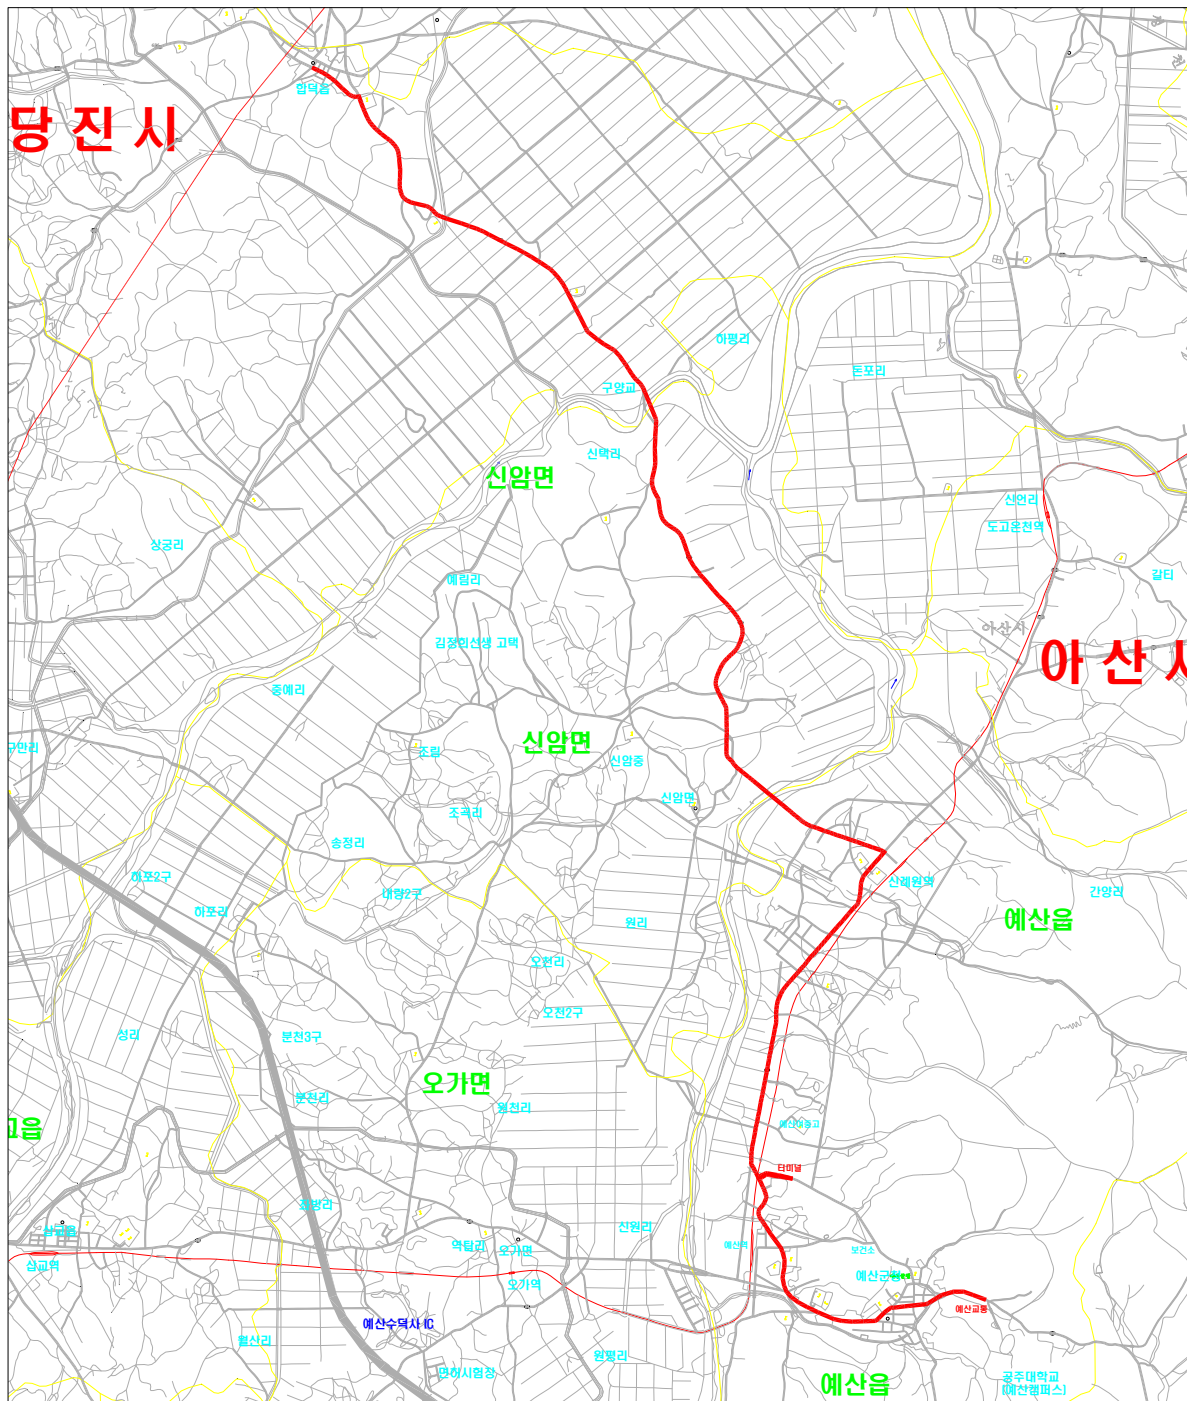 합덕읍
당 진 시
하평리
돈포리
구양교
신택리
신암면
신언리
도고온천역
상궁리
갈티
예림리
아산시
김정희선생 고택
아 산 시
중예리
신암면
구만리
조림
신암중
신암면
조곡리
송정리
하포2구
신례원역
내량2구
간양리
하포리
원리
예산읍
오천리
오천2구
성리
분천3구
오가면
분천리
원천리
예산여중고
고읍
터미널
좌방리
삽교읍
신원리
역탑리
오가면
예산역
보건소
삽교역
예산군청
오가역
예산교통
예산수덕사 IC
월산리
원평리
면허시험장
공주대학교
(예산캠퍼스)
예산읍